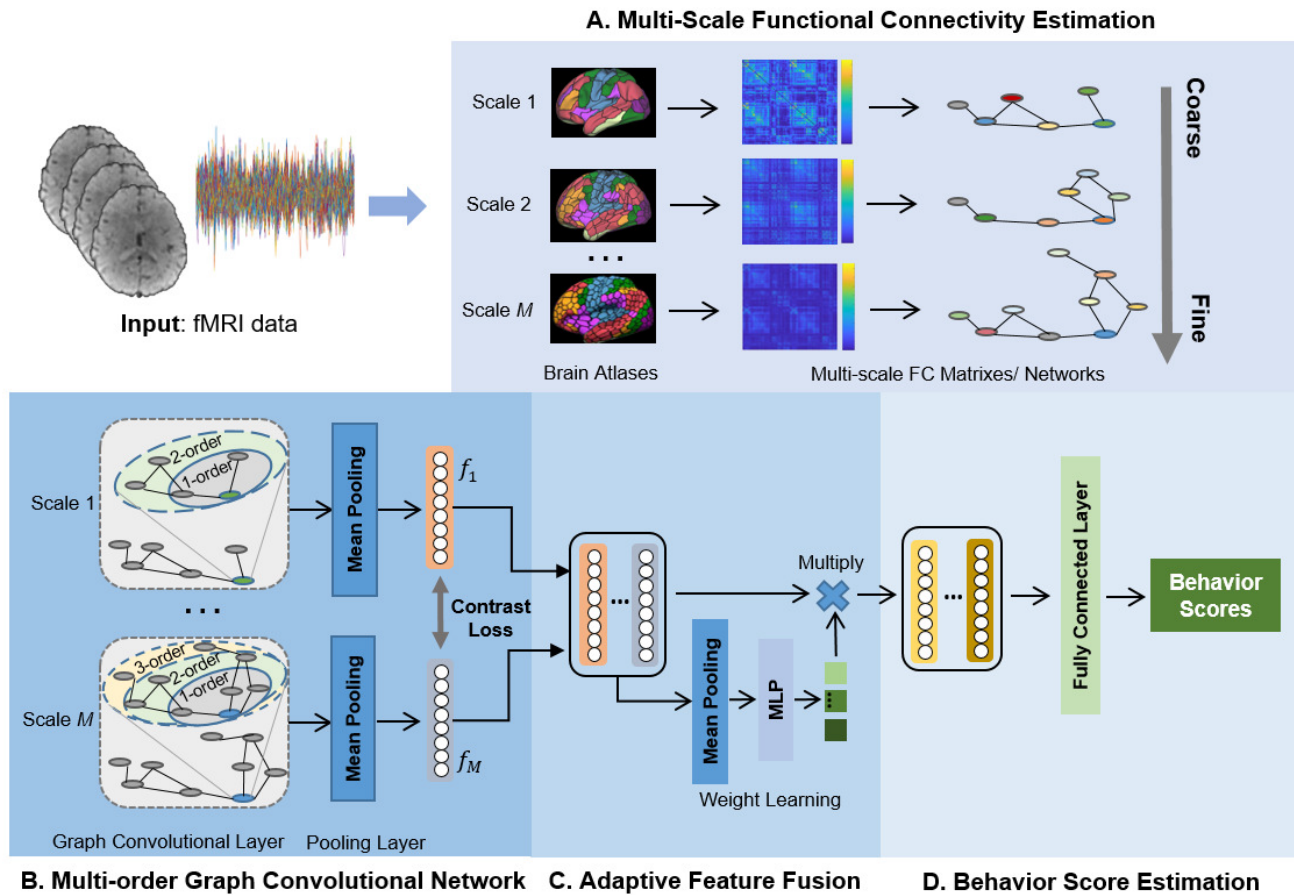 A. Multi-Scale Functional Connectivity Estimation
Scale 1
Coarse
Scale 2
...
Scale M
Fine
Input: fMRI data
Brain Atlases
Multi-scale FC Matrixes/ Networks
2-order
1-order
Scale 1
Mean Pooling
f1
...
Contrast
Loss
3-order
2-order
1-order
Scale M
Mean Pooling
fM
Graph Convolutional Layer
Pooling Layer
...
Multiply
Mean Pooling
MLP
...
Weight Learning
...
Fully Connected Layer
Behavior
Scores
B. Multi-order Graph Convolutional Network
C. Adaptive Feature Fusion
D. Behavior Score Estimation